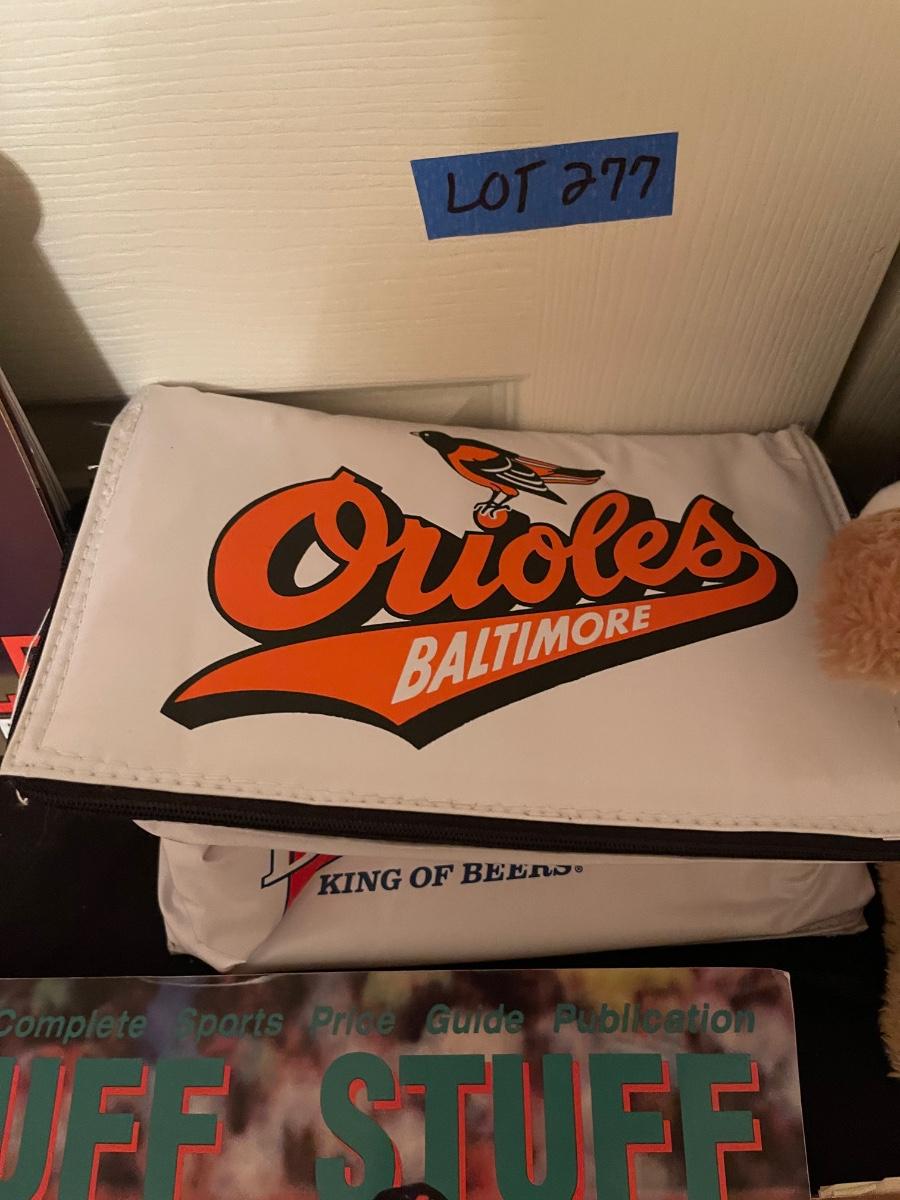 LOT 277
Orioles
BALTIMORE
KING OF BEERS®
Complete Sports Price Guide Publication
UFF STUFF